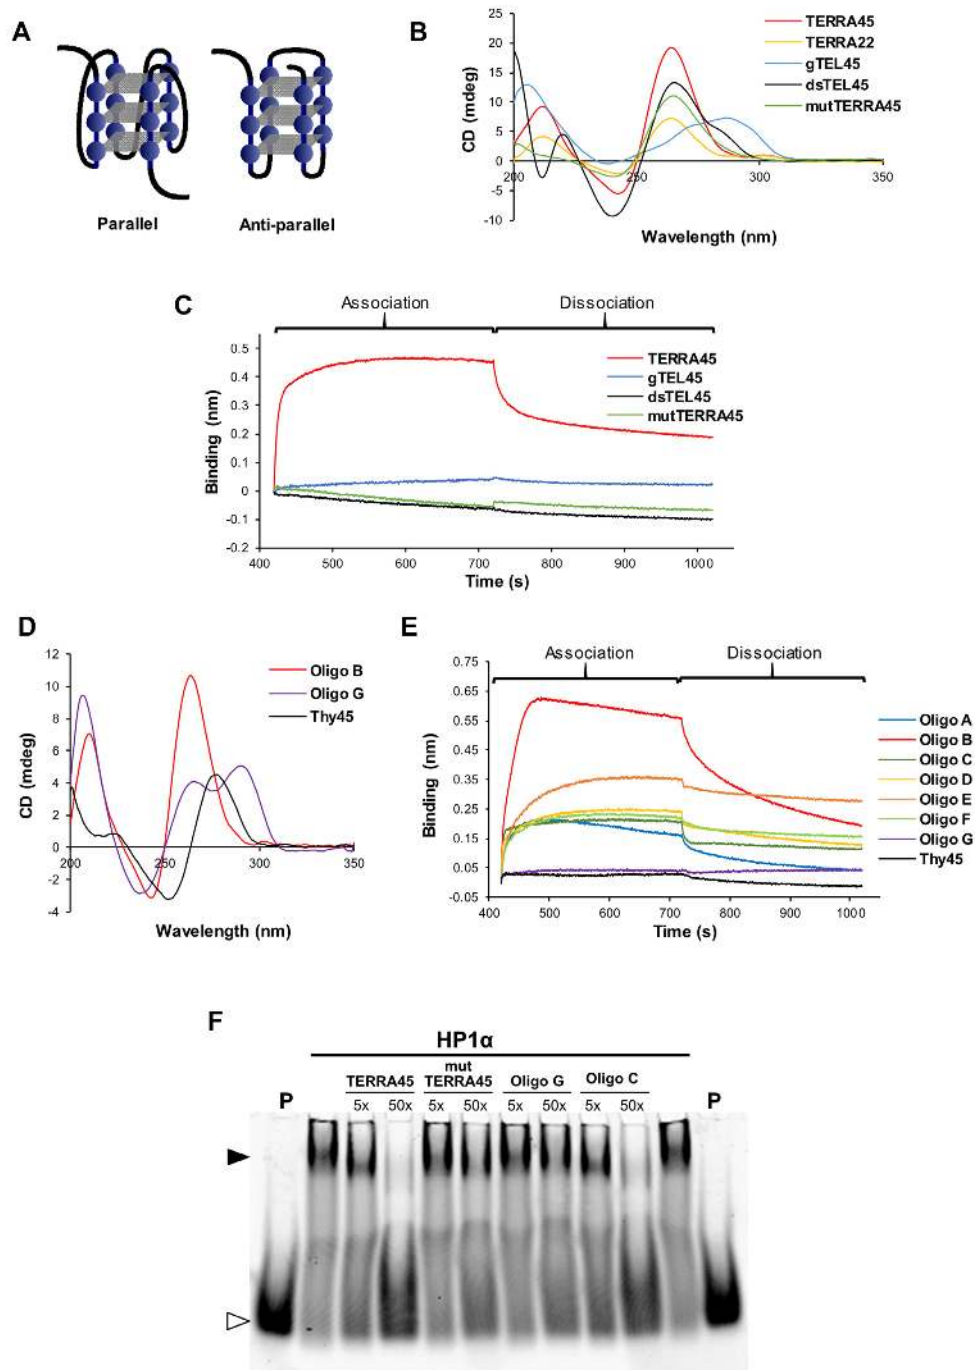 A
Parallel
Anti-parallel
B
CD (mdeg)
25
20
15
10
5
0
-5
-10
200
250
300
350
Wavelength (nm)
TERRA45
TERRA22
gTEL45
dsTEL45
mutTERRA45
C
Association
Dissociation
Binding (nm)
0.5
0.4
0.3
0.2
0.1
0
-0.1
-0.2
400
500
600
700
800
900
1000
Time (s)
TERRA45
gTEL45
dsTEL45
mutTERRA45
D
CD (mdeg)
12
10
8
6
4
2
0
-2
-4
200
250
300
350
Wavelength (nm)
Oligo B
Oligo G
Thy45
E
Association
Dissociation
Binding (nm)
0.75
0.65
0.55
0.45
0.35
0.25
0.15
0.05
-0.05
400
500
600
700
800
900
1000
Time (s)
Oligo A
Oligo B
Oligo C
Oligo D
Oligo E
Oligo F
Oligo G
Thy45
F
HP1α
P
TERRA45
mut
TERRA45
Oligo G
Oligo C
P
5x
50x
5x
50x
5x
50x
5x
50x